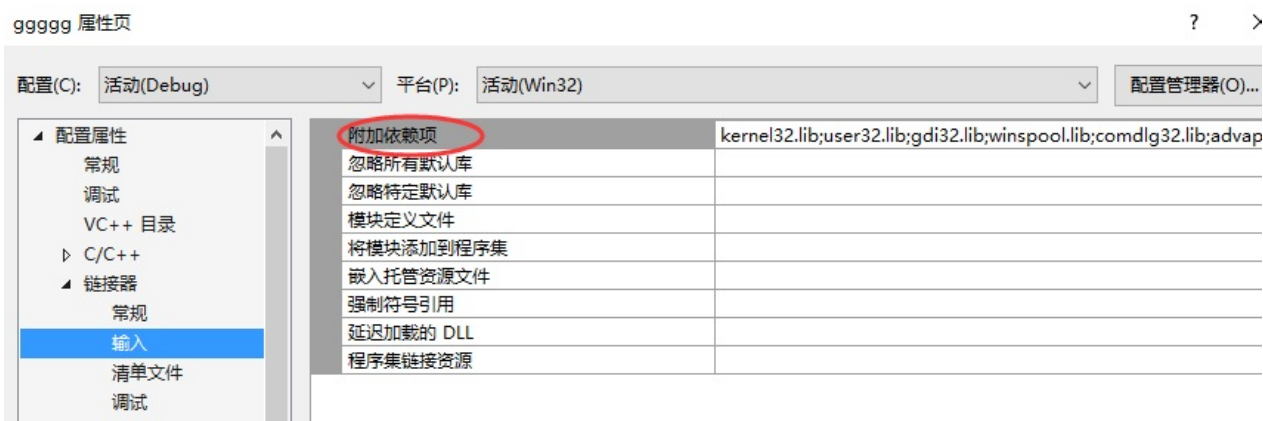 ggggg 属性页
配置(C): 活动(Debug) 平台(P): 活动(Win32) 配置管理器(O)...
配置属性
常规
调试
VC++ 目录
C/C++
链接器
常规
输入
清单文件
调试
附加依赖项 kernel32.lib;user32.lib;gdi32.lib;winspool.lib;comdlg32.lib;advap
忽略所有默认库
忽略特定默认库
模块定义文件
将模块添加到程序集
嵌入托管资源文件
强制符号引用
延迟加载的 DLL
程序集链接资源